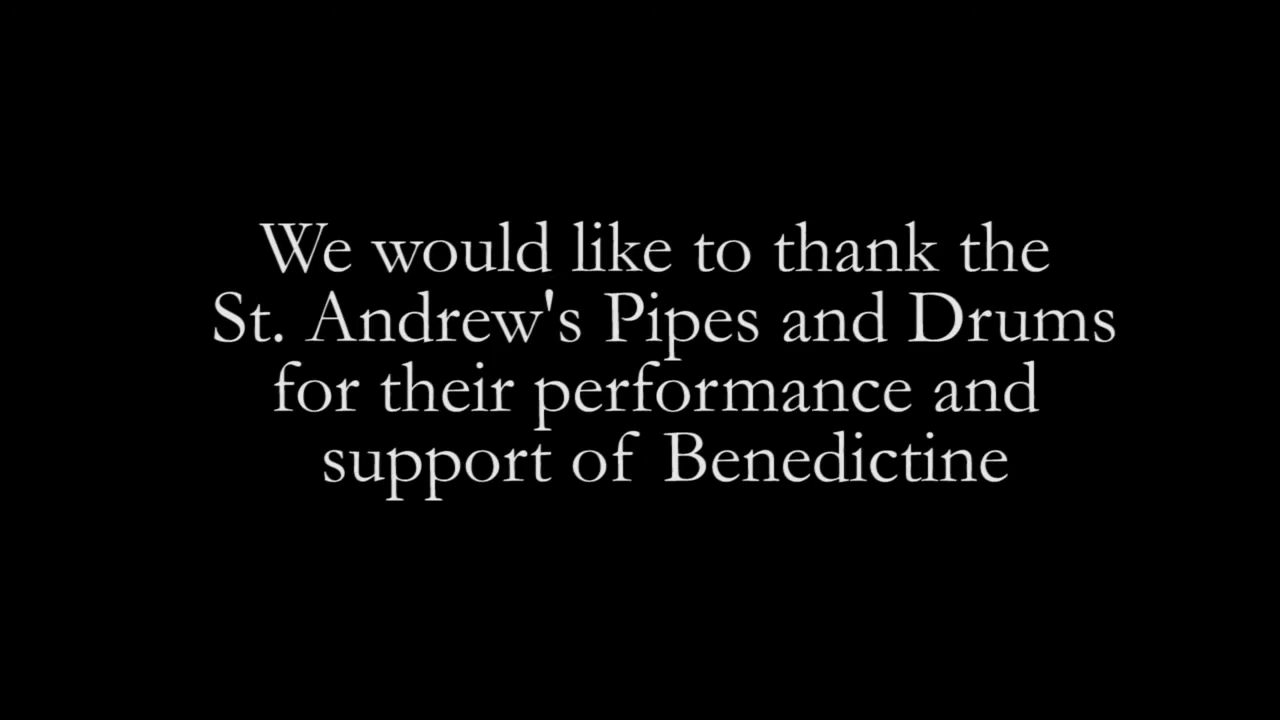 We would like to thank the
St. Andrew's Pipes and Drums
for their performance and
support of Benedictine